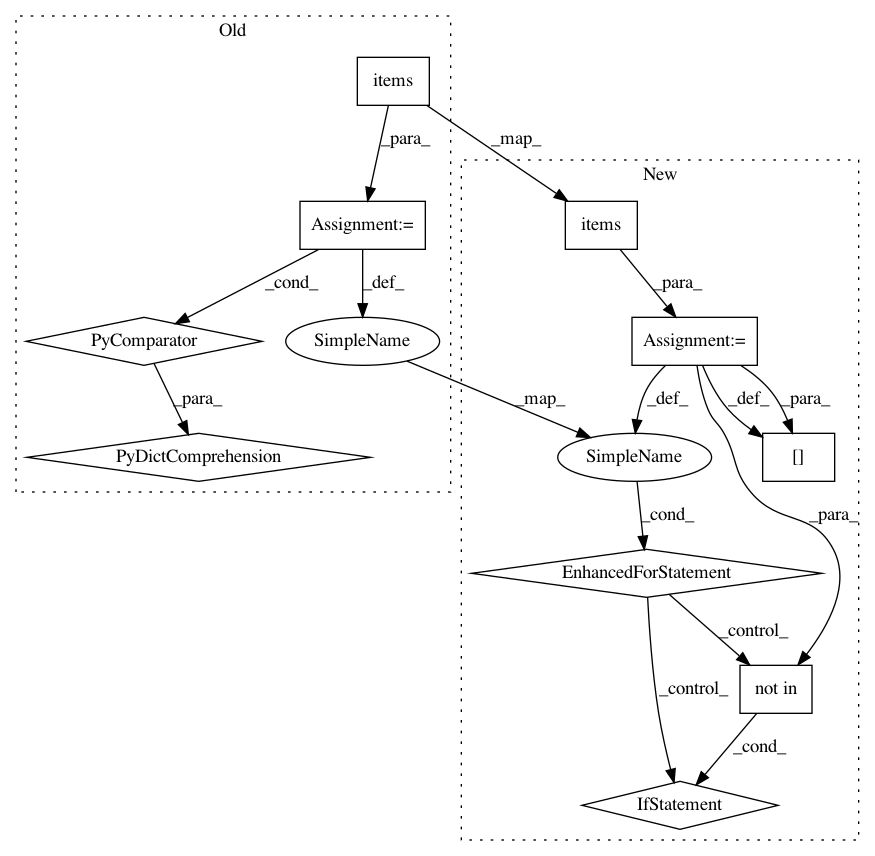 Old
items
_para_
_map_
New
Assignment:=
items
_cond_
_def_
_para_
PyComparator
SimpleName
Assignment:=
_para_
_map_
_def_
_def_
_para_
PyDictComprehension
SimpleName
[]
_cond_
_para_
EnhancedForStatement
_control_
_control_
not in
_cond_
IfStatement